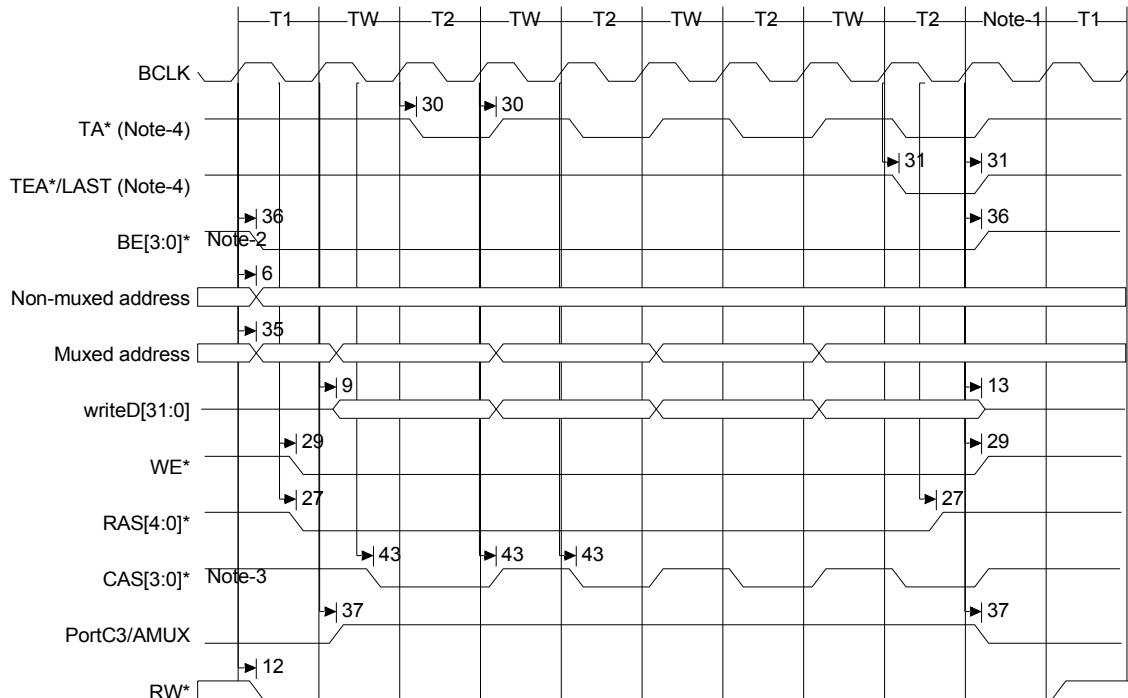 T1 TW T2 TW T2 TW T2 TW T2 Note-1 T1
BCLK
30 30
TA* (Note-4)
31 31
TEA*/LAST (Note-4)
36 36
BE[3:0]* Note-2
6
Non-muxed address
35
Muxed address
9 13
writeD[31:0]
29 29
WE*
27 27
RAS[4:0]*
43 43 43
CAS[3:0]* Note-3
37 37
PortC3/AMUX
12
RW*